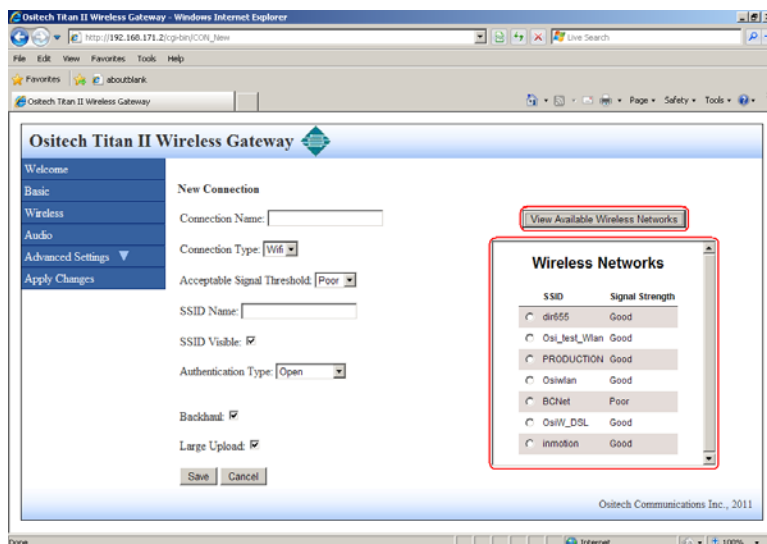 Ositech Titan II Wireless Gateway - Windows Internet Explorer
http://192.168.171.2/cgi-bin/CON_New
Live Search
File Edit View Favorites Tools Help
Favorites aboutblank
Ositech Titan II Wireless Gateway
Page Safety Tools
Ositech Titan II Wireless Gateway
Welcome
Basic
Wireless
Audio
Advanced Settings
Apply Changes
New Connection
Connection Name:
Connection Type: Wifi
Acceptable Signal Threshold: Poor
SSID Name:
SSID Visible:
Authentication Type: Open
Backhaul:
Large Upload:
Save Cancel
View Available Wireless Networks
Wireless Networks
SSID Signal Strength
dir655 Good
Osi_test_Wlan Good
PRODUCTION Good
Osiwlan Good
BCNet Poor
OsiW_DSL Good
inmotion Good
Ositech Communications Inc., 2011
Done Internet 100%